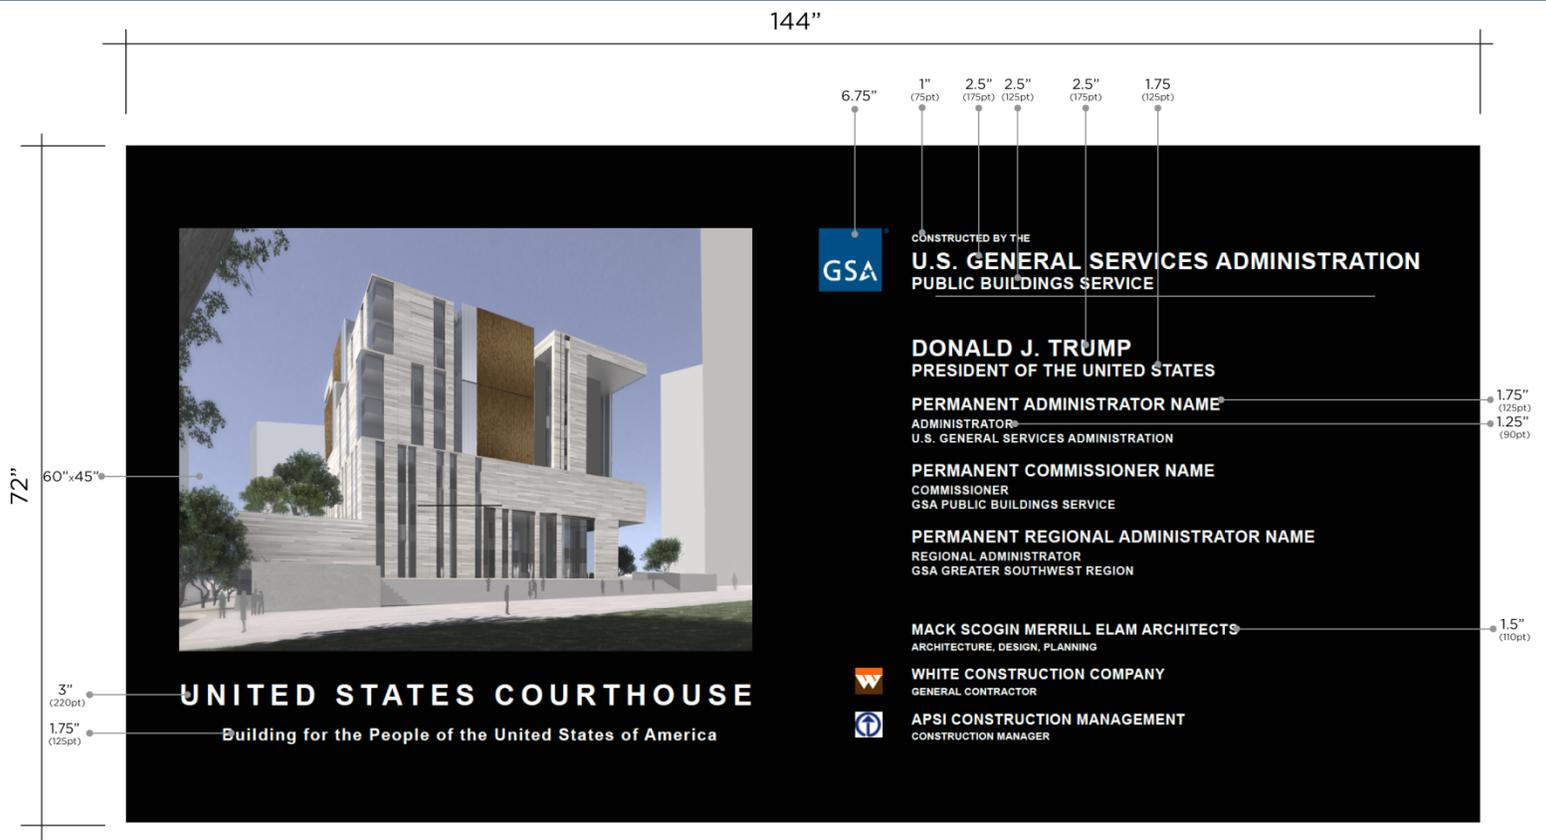 144”
6.75”
1”
(75pt)
2.5”
(175pt)
2.5”
(125pt)
2.5”
(175pt)
1.75
(125pt)
72”
60”x45”
GSA
CONSTRUCTED BY THE
U.S. GENERAL SERVICES ADMINISTRATION
PUBLIC BUILDINGS SERVICE
DONALD J. TRUMP
PRESIDENT OF THE UNITED STATES
PERMANENT ADMINISTRATOR NAME
ADMINISTRATOR
U.S. GENERAL SERVICES ADMINISTRATION
1.75”
(125pt)
1.25”
(90pt)
PERMANENT COMMISSIONER NAME
COMMISSIONER
GSA PUBLIC BUILDINGS SERVICE
PERMANENT REGIONAL ADMINISTRATOR NAME
REGIONAL ADMINISTRATOR
GSA GREATER SOUTHWEST REGION
MACK SCOGIN MERRILL ELAM ARCHITECTS
ARCHITECTURE, DESIGN, PLANNING
1.5”
(110pt)
W
WHITE CONSTRUCTION COMPANY
GENERAL CONTRACTOR
APSI CONSTRUCTION MANAGEMENT
CONSTRUCTION MANAGER
3”
(220pt)
UNITED STATES COURTHOUSE
1.75”
(125pt)
Building for the People of the United States of America